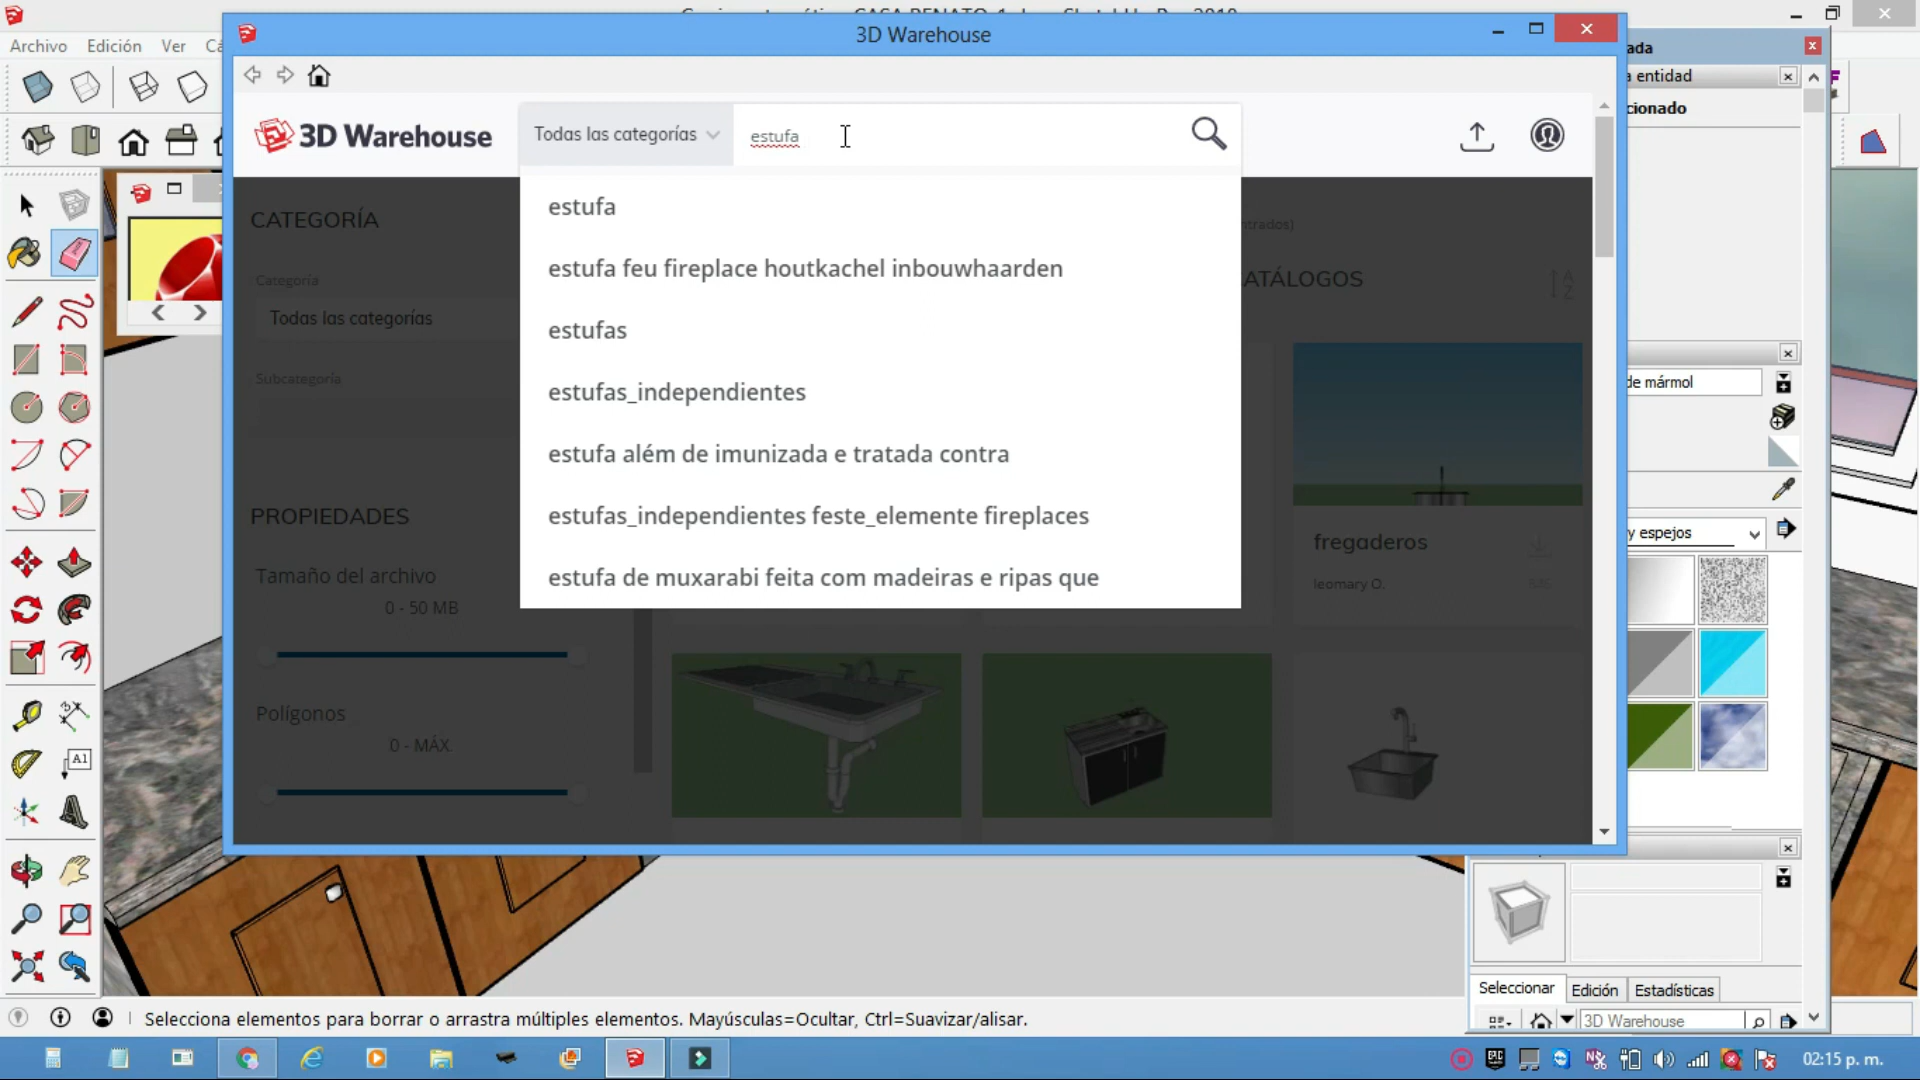 3D Warehouse
Archivo Edición Ver
ada
a entidad
cionado
3D Warehouse
Todas las categorías
estufa
estufa
estufa feu fireplace houtkachel inbouwhaarden
estufas
estufas_independientes
estufa além de imunizada e tratada contra
estufas_independientes feste_elemente fireplaces
estufa de muxarabi feita com madeiras e ripas que
CATEGORÍA
Categoría
Todas las categorías
Subcategoría
PROPIEDADES
Tamaño del archivo
0 - 50 MB
Polígonos
0 - MÁX.
ntrados)
ATÁLOGOS
fregaderos
leomary O.
de mármol
y espejos
Seleccionar Edición Estadísticas
3D Warehouse
Selecciona elementos para borrar o arrastra múltiples elementos. Mayúsculas=Ocultar, Ctrl=Suavizar/alisar.
02:15 p. m.